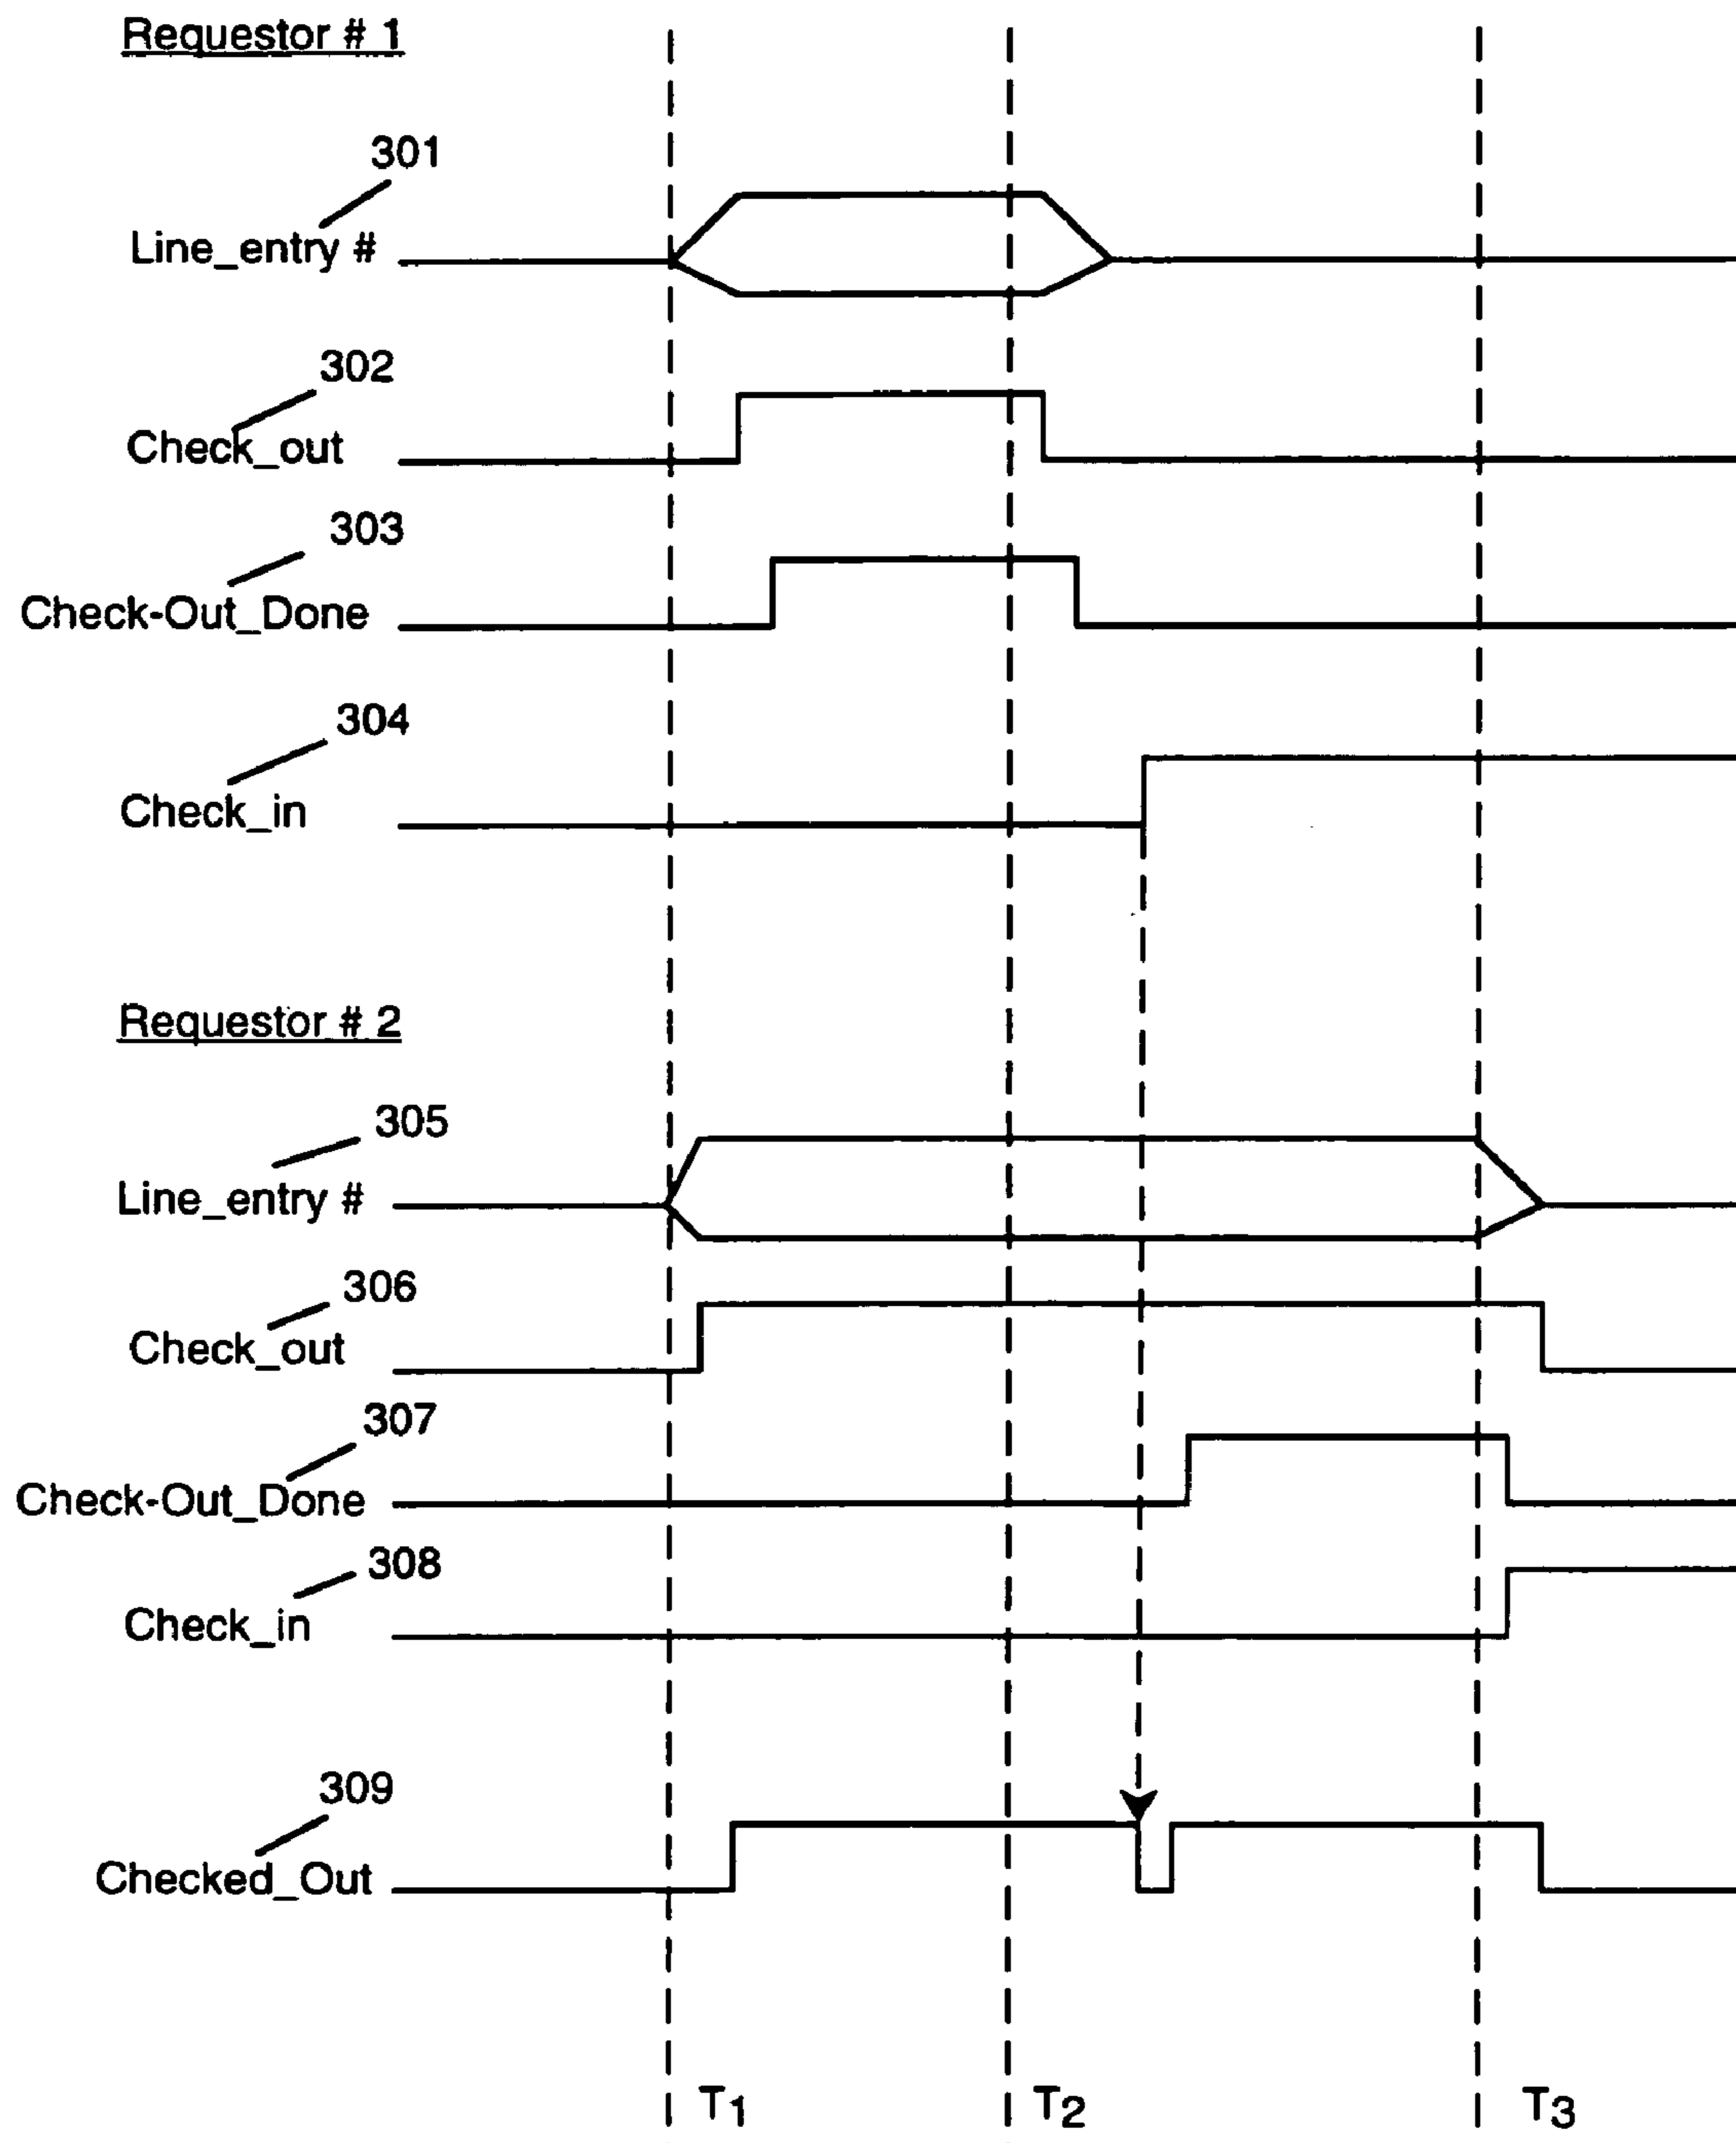 Requestor # 1
301
Line_entry #
302
Check_out
303
Check-Out_Done
304
Check_in
Requestor # 2
305
Line_entry #
306
Check_out
307
Check-Out_Done
308
Check_in
309
Checked_Out
T1 T2 T3